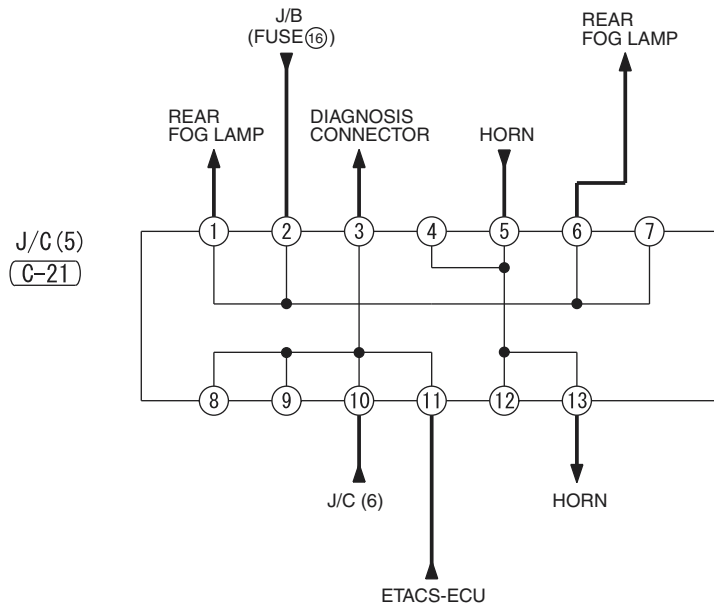 J/B
(FUSE⑯)
REAR
FOG LAMP
REAR
FOG LAMP
DIAGNOSIS
CONNECTOR
HORN
J/C(5)
C-21
1 2 3 4 5 6 7
8 9 10 11 12 13
J/C (6)
HORN
ETACS-ECU